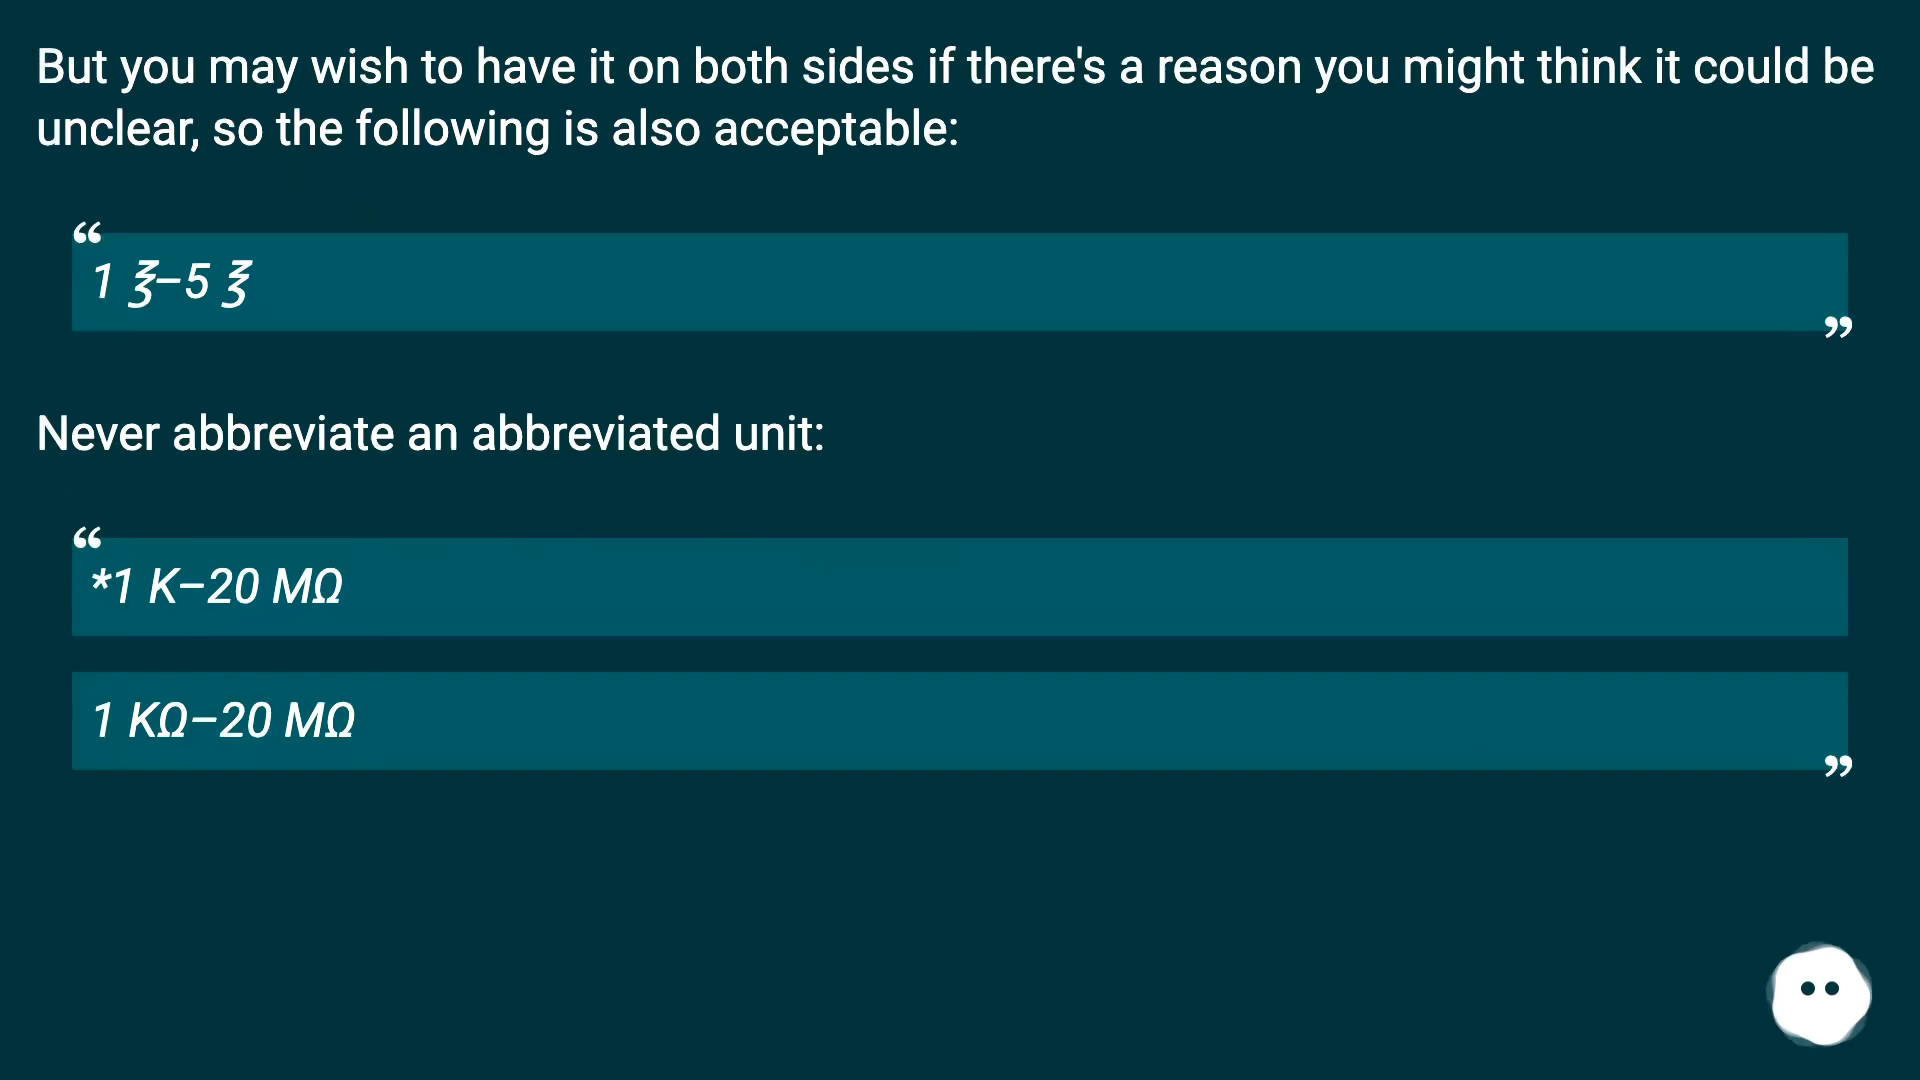 But you may wish to have it on both sides if there's a reason you might think it could be
unclear, so the following is also acceptable:
“
1 ℥–5 ℥
”
Never abbreviate an abbreviated unit:
“
*1 K–20 MΩ
1 KΩ–20 MΩ
”